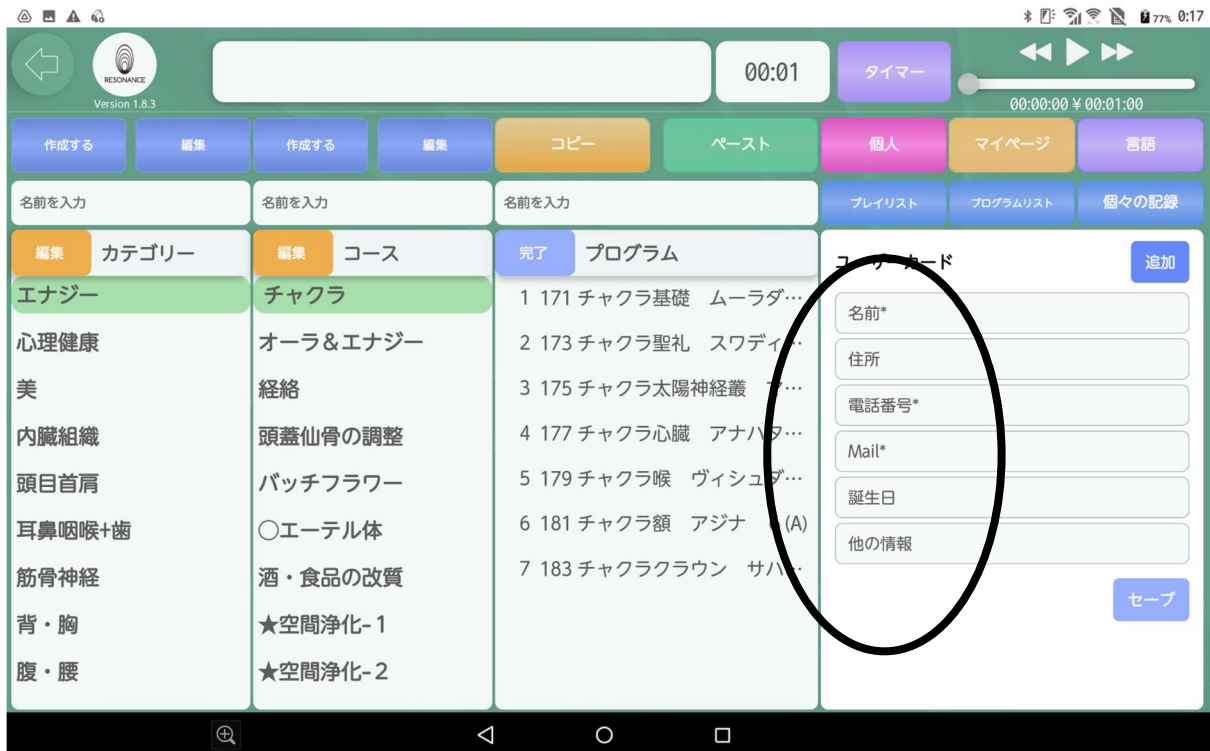 77% 0:17
RESONANCE
Version 1.8.3
00:01
タイマー
00:00:00 ¥ 00:01:00
作成する
編集
作成する
編集
コピー
ペースト
個人
マイページ
言語
名前を入力
名前を入力
名前を入力
プレイリスト
プログラムリスト
個々の記録
編集 カテゴリー
エナジー
心理健康
美
内臓組織
頭目首肩
耳鼻咽喉+歯
筋骨神経
背・胸
腹・腰
編集 コース
チャクラ
オーラ&エナジー
経絡
頭蓋仙骨の調整
バッチフラワー
○エーテル体
酒・食品の改質
★空間浄化-1
★空間浄化-2
完了 プログラム
1 171 チャクラ基礎 ムーラダ…
2 173 チャクラ聖礼 スワディ…
3 175 チャクラ太陽神経叢 マ…
4 177 チャクラ心臓 アナハタ…
5 179 チャクラ喉 ヴィシュダ…
6 181 チャクラ額 アジナ (A)
7 183 チャクラクラウン サハ…
ユーザーカード
追加
名前*
住所
電話番号*
Mail*
誕生日
他の情報
セーブ